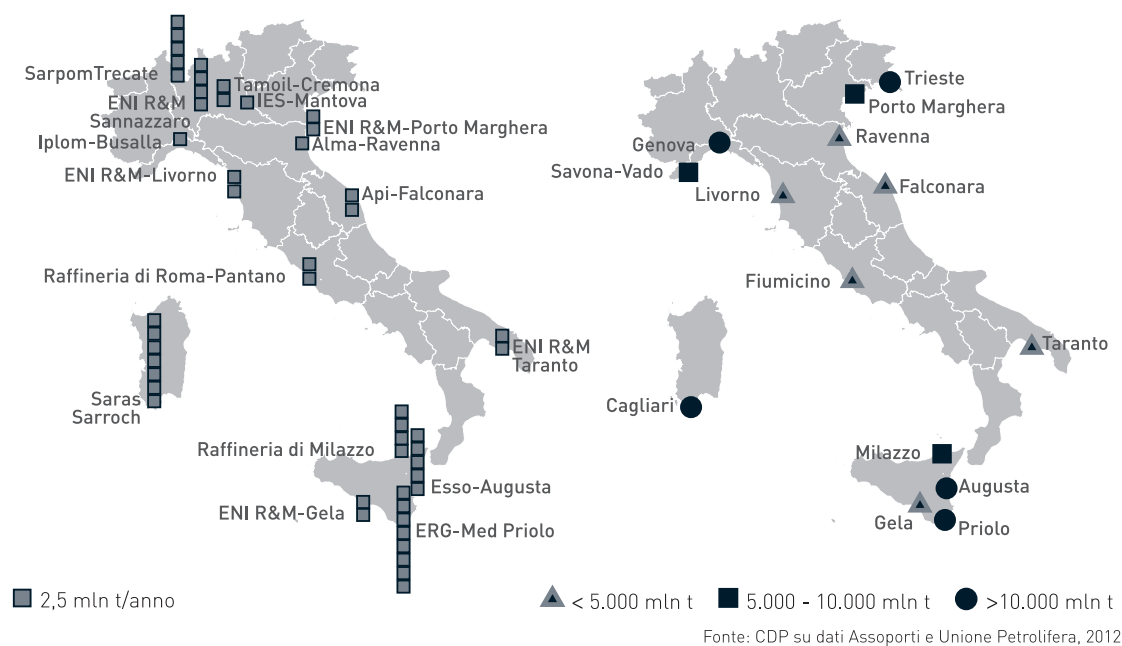 SarpomTrecate
ENI R&M
Sannazzaro
Tamoil-Cremona
IES-Mantova
Iplom-Busalla
ENI R&M-Porto Marghera
Alma-Ravenna
ENI R&M-Livorno
Api-Falconara
Raffineria di Roma-Pantano
ENI R&M
Taranto
Saras
Sarroch
Raffineria di Milazzo
Esso-Augusta
ENI R&M-Gela
ERG-Med Priolo
2,5 mln t/anno
Trieste
Porto Marghera
Ravenna
Genova
Savona-Vado
Livorno
Falconara
Fiumicino
Taranto
Cagliari
Milazzo
Augusta
Gela
Priolo
< 5.000 mln t
5.000 - 10.000 mln t
>10.000 mln t
Fonte: CDP su dati Assoporti e Unione Petrolifera, 2012